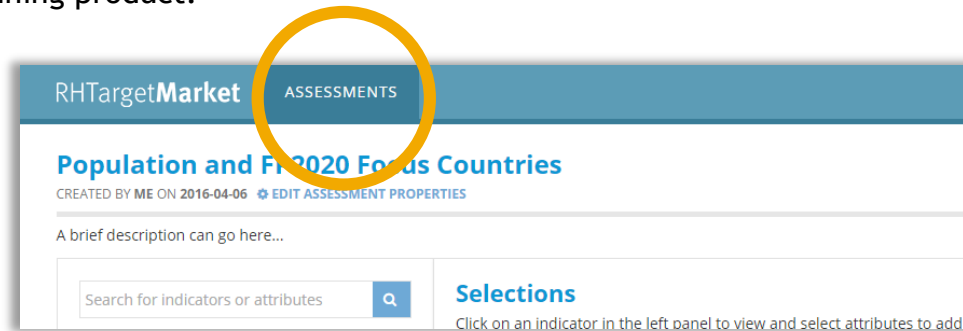 RHTargetMarket ASSESSMENTS
Population and Focus Countries
CREATED BY ME ON 2016-04-06 EDIT ASSESSMENT PROPERTIES
A brief description can go here...
Search for indicators or attributes
Selections
Click on an indicator in the left panel to view and select attributes to add